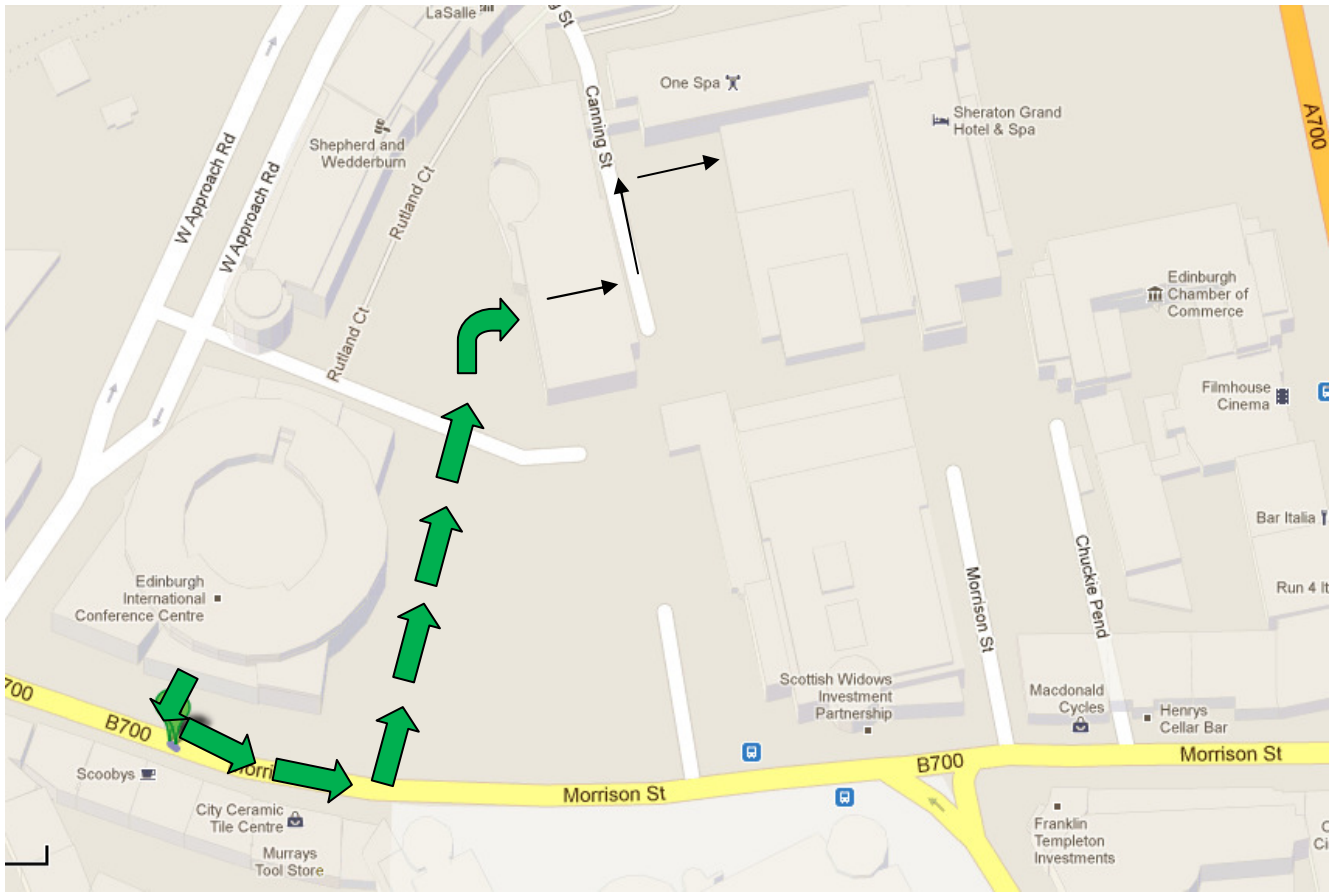 LaSalle
g St
One Spa
Sheraton Grand
Hotel & Spa
A700
Canning St
Shepherd and
Wedderburn
W Approach Rd
W Approach Rd
Rutland Ct
Rutland Ct
Edinburgh
Chamber of
Commerce
Filmhouse
Cinema
Bar Italia
Run 4 It
Edinburgh
International
Conference Centre
Morrison St
Chuckie Pend
Scottish Widows
Investment
Partnership
Macdonald
Cycles
Henrys
Cellar Bar
700
B700
Scoobys
Morri
Morrison St
B700
Morrison St
City Ceramic
Tile Centre
Murrays
Tool Store
Franklin
Templeton
Investments
C
Ci